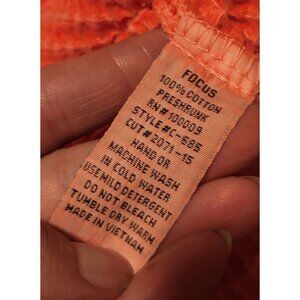 FOCUS
100% COTTON
PRESHRUNK
RN#100009
STYLE#C-685
CUT#2071-15
HAND OR
MACHINE WASH
IN COLD WATER
USE MILD DETERGENT
DO NOT BLEACH
TUMBLE DRY WARM
MADE IN VIETNAM